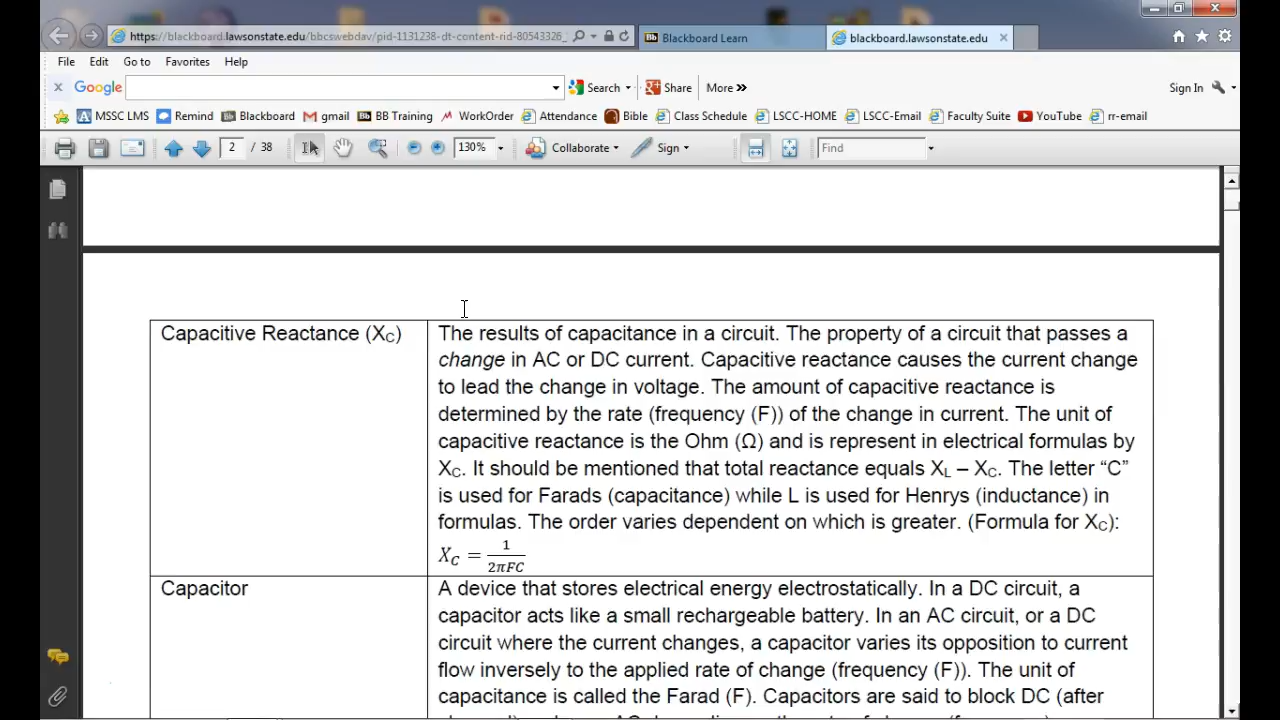 https://blackboard.lawsonstate.edu/bbcswebdav/pid-1131238-dt-content-rid-80543326_
Bb Blackboard Learn
blackboard.lawsonstate.edu
File Edit Go to Favorites Help
x Google Search Share More »
Sign In
MSSC LMS Remind Bb Blackboard gmail BB Training WorkOrder Attendance Bible Class Schedule LSCC-HOME LSCC-Email Faculty Suite YouTube rr-email
2 / 38 130% Collaborate Sign Find
Capacitive Reactance (XC)
The results of capacitance in a circuit. The property of a circuit that passes a
change in AC or DC current. Capacitive reactance causes the current change
to lead the change in voltage. The amount of capacitive reactance is
determined by the rate (frequency (F)) of the change in current. The unit of
capacitive reactance is the Ohm (Ω) and is represent in electrical formulas by
XC. It should be mentioned that total reactance equals XL – XC. The letter “C”
is used for Farads (capacitance) while L is used for Henrys (inductance) in
formulas. The order varies dependent on which is greater. (Formula for XC):
XC = 1 / 2πFC
Capacitor
A device that stores electrical energy electrostatically. In a DC circuit, a
capacitor acts like a small rechargeable battery. In an AC circuit, or a DC
circuit where the current changes, a capacitor varies its opposition to current
flow inversely to the applied rate of change (frequency (F)). The unit of
capacitance is called the Farad (F). Capacitors are said to block DC (after